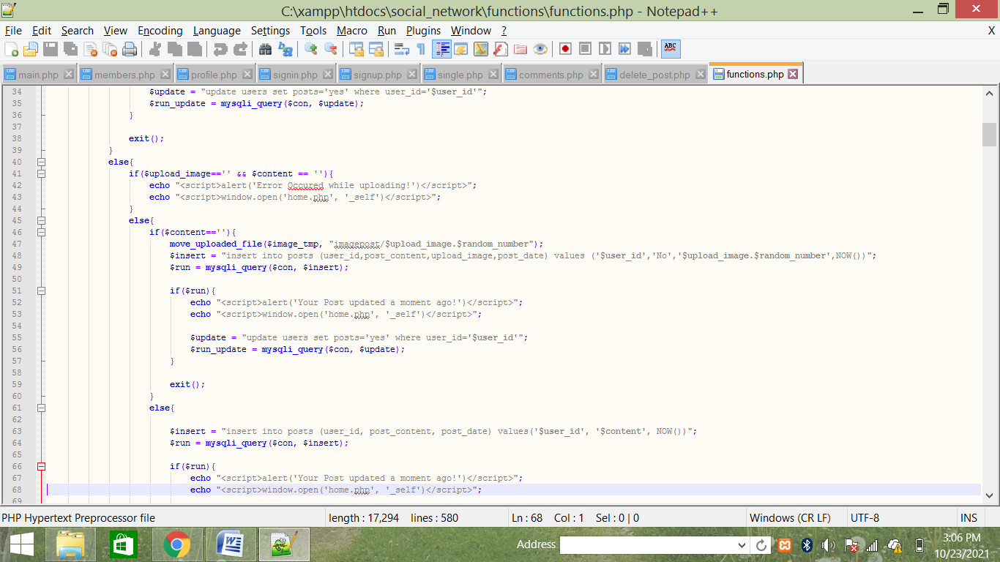 C:\xampp\htdocs\social_network\functions\functions.php - Notepad++
File Edit Search View Encoding Language Settings Tools Macro Run Plugins Window ? X
ABC
main.php members.php profile.php signin.php signup.php single.php comments.php delete_post.php functions.php
34 $update = "update users set posts='yes' where user_id='$user_id'";
35 $run_update = mysqli_query($con, $update);
36 }
37
38 exit();
39 }
40 else{
41 if($upload_image=='' && $content == ''){
42 echo "<script>alert('Error Occured while uploading!')</script>";
43 echo "<script>window.open('home.php', '_self')</script>";
44 }
45 else{
46 if($content==''){
47 move_uploaded_file($image_tmp, "imagepost/$upload_image.$random_number");
48 $insert = "insert into posts (user_id,post_content,upload_image,post_date) values ('$user_id','No','$upload_image.$random_number',NOW())";
49 $run = mysqli_query($con, $insert);
50
51 if($run){
52 echo "<script>alert('Your Post updated a moment ago!')</script>";
53 echo "<script>window.open('home.php', '_self')</script>";
54
55 $update = "update users set posts='yes' where user_id='$user_id'";
56 $run_update = mysqli_query($con, $update);
57 }
58
59 exit();
60 }
61 else{
62
63 $insert = "insert into posts (user_id, post_content, post_date) values('$user_id', '$content', NOW())";
64 $run = mysqli_query($con, $insert);
65
66 if($run){
67 echo "<script>alert('Your Post updated a moment ago!')</script>";
68 echo "<script>window.open('home.php', '_self')</script>";
69
PHP Hypertext Preprocessor file length : 17,294 lines : 580 Ln : 68 Col : 1 Sel : 0 | 0 Windows (CR LF) UTF-8 INS
Address 3:06 PM
10/23/2021